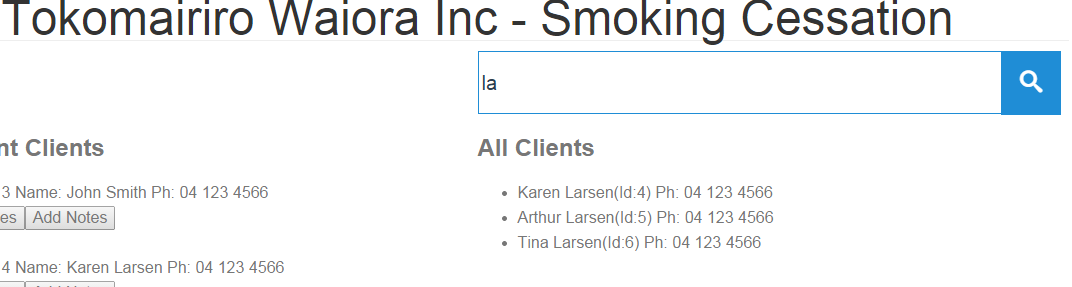 Tokomairiro Waiora Inc - Smoking Cessation
la
nt Clients
3 Name: John Smith Ph: 04 123 4566
es Add Notes
4 Name: Karen Larsen Ph: 04 123 4566
All Clients
Karen Larsen(Id:4) Ph: 04 123 4566
Arthur Larsen(Id:5) Ph: 04 123 4566
Tina Larsen(Id:6) Ph: 04 123 4566